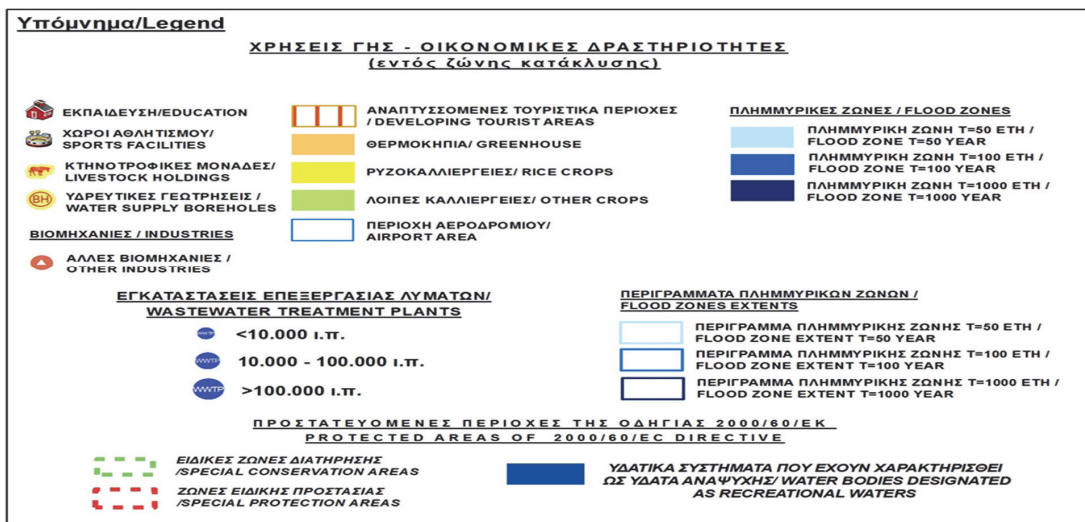 Υπόμνημα/Legend
ΧΡΗΣΕΙΣ ΓΗΣ - ΟΙΚΟΝΟΜΙΚΕΣ ΔΡΑΣΤΗΡΙΟΤΗΤΕΣ
(εντός ζώνης κατάκλυσης)
ΕΚΠΑΙΔΕΥΣΗ/EDUCATION
ΧΩΡΟΙ ΑΘΛΗΤΙΣΜΟΥ/
SPORTS FACILITIES
ΚΤΗΝΟΤΡΟΦΙΚΕΣ ΜΟΝΑΔΕΣ/
LIVESTOCK HOLDINGS
BH
ΥΔΡΕΥΤΙΚΕΣ ΓΕΩΤΡΗΣΕΙΣ /
WATER SUPPLY BOREHOLES
ΒΙΟΜΗΧΑΝΙΕΣ / INDUSTRIES
ΑΛΛΕΣ ΒΙΟΜΗΧΑΝΙΕΣ /
OTHER INDUSTRIES
ΑΝΑΠΤΥΣΣΟΜΕΝΕΣ ΤΟΥΡΙΣΤΙΚΑ ΠΕΡΙΟΧΕΣ
/ DEVELOPING TOURIST AREAS
ΘΕΡΜΟΚΗΠΙΑ/ GREENHOUSE
ΡΥΖΟΚΑΛΛΙΕΡΓΕΙΕΣ/ RICE CROPS
ΛΟΙΠΕΣ ΚΑΛΛΙΕΡΓΕΙΕΣ/ OTHER CROPS
ΠΕΡΙΟΧΗ ΑΕΡΟΔΡΟΜΙΟΥ/
AIRPORT AREA
ΠΛΗΜΜΥΡΙΚΕΣ ΖΩΝΕΣ / FLOOD ZONES
ΠΛΗΜΜΥΡΙΚΗ ΖΩΝΗ Τ=50 ΕΤΗ /
FLOOD ZONE T=50 YEAR
ΠΛΗΜΜΥΡΙΚΗ ΖΩΝΗ Τ=100 ΕΤΗ /
FLOOD ZONE T=100 YEAR
ΠΛΗΜΜΥΡΙΚΗ ΖΩΝΗ Τ=1000 ΕΤΗ /
FLOOD ZONE T=1000 YEAR
ΕΓΚΑΤΑΣΤΑΣΕΙΣ ΕΠΕΞΕΡΓΑΣΙΑΣ ΛΥΜΑΤΩΝ/
WASTEWATER TREATMENT PLANTS
<10.000 ι.π.
WWTP
10.000 - 100.000 ι.π.
WWTP
>100.000 ι.π.
ΠΕΡΙΓΡΑΜΜΑΤΑ ΠΛΗΜΜΥΡΙΚΩΝ ΖΩΝΩΝ /
FLOOD ZONES EXTENTS
ΠΕΡΙΓΡΑΜΜΑ ΠΛΗΜΜΥΡΙΚΗΣ ΖΩΝΗΣ Τ=50 ΕΤΗ /
FLOOD ZONE EXTENT T=50 YEAR
ΠΕΡΙΓΡΑΜΜΑ ΠΛΗΜΜΥΡΙΚΗΣ ΖΩΝΗΣ Τ=100 ΕΤΗ /
FLOOD ZONE EXTENT T=100 YEAR
ΠΕΡΙΓΡΑΜΜΑ ΠΛΗΜΜΥΡΙΚΗΣ ΖΩΝΗΣ Τ=1000 ΕΤΗ /
FLOOD ZONE EXTENT T=1000 YEAR
ΠΡΟΣΤΑΤΕΥΟΜΕΝΕΣ ΠΕΡΙΟΧΕΣ ΤΗΣ ΟΔΗΓΙΑΣ 2000/60/ΕΚ
PROTECTED AREAS OF 2000/60/EC DIRECTIVE
ΕΙΔΙΚΕΣ ΖΩΝΕΣ ΔΙΑΤΗΡΗΣΗΣ
/SPECIAL CONSERVATION AREAS
ΖΩΝΕΣ ΕΙΔΙΚΗΣ ΠΡΟΣΤΑΣΙΑΣ
/SPECIAL PROTECTION AREAS
ΥΔΑΤΙΚΑ ΣΥΣΤΗΜΑΤΑ ΠΟΥ ΕΧΟΥΝ ΧΑΡΑΚΤΗΡΙΣΘΕΙ
ΩΣ ΥΔΑΤΑ ΑΝΑΨΥΧΗΣ/ WATER BODIES DESIGNATED
AS RECREATIONAL WATERS